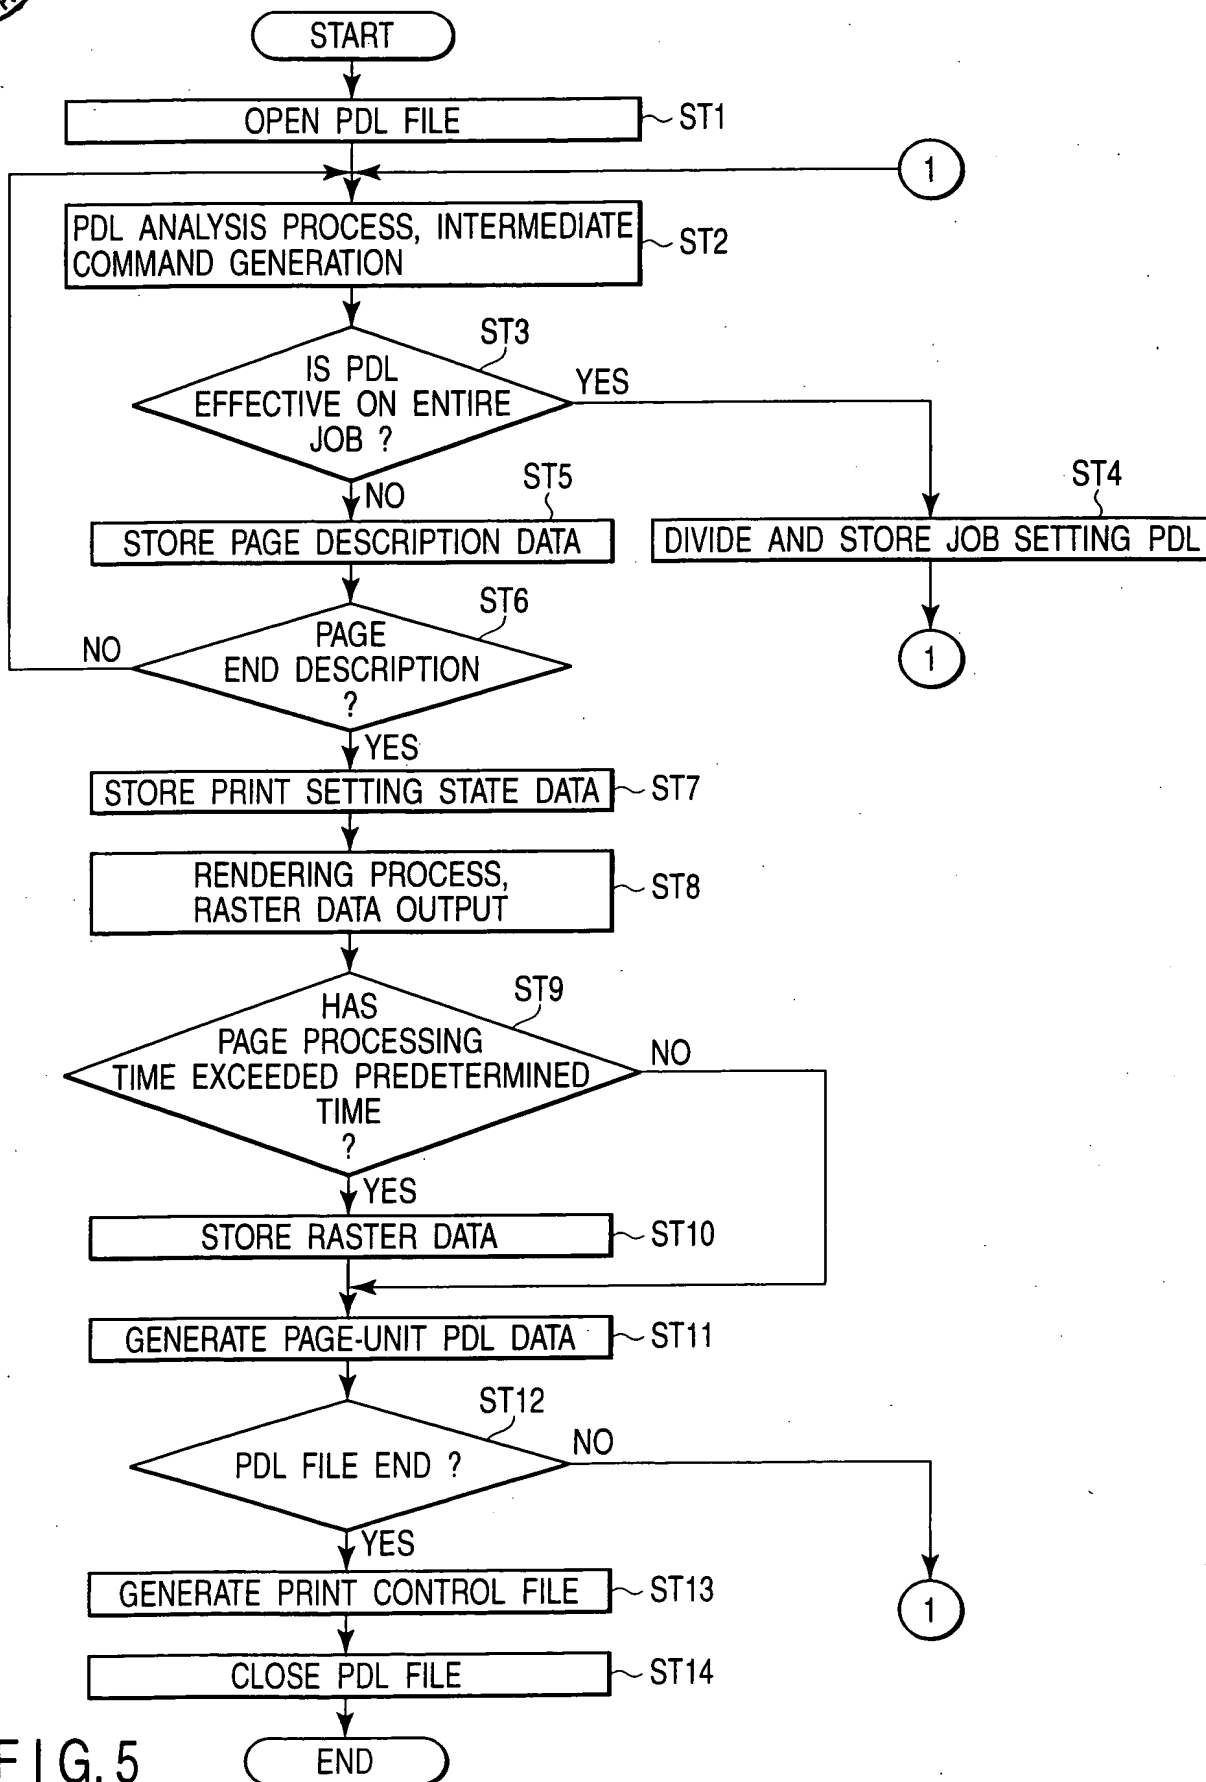 START
OPEN PDL FILE
ST1
1
PDL ANALYSIS PROCESS, INTERMEDIATE
COMMAND GENERATION
ST2
ST3
IS PDL
EFFECTIVE ON ENTIRE
JOB ?
YES
NO
ST5
ST4
STORE PAGE DESCRIPTION DATA
DIVIDE AND STORE JOB SETTING PDL
ST6
PAGE
END DESCRIPTION
?
NO
1
YES
STORE PRINT SETTING STATE DATA
ST7
RENDERING PROCESS,
RASTER DATA OUTPUT
ST8
ST9
HAS
PAGE PROCESSING
TIME EXCEEDED PREDETERMINED
TIME
?
NO
YES
STORE RASTER DATA
ST10
GENERATE PAGE-UNIT PDL DATA
ST11
ST12
PDL FILE END ?
NO
YES
GENERATE PRINT CONTROL FILE
ST13
1
CLOSE PDL FILE
ST14
END
FIG. 5